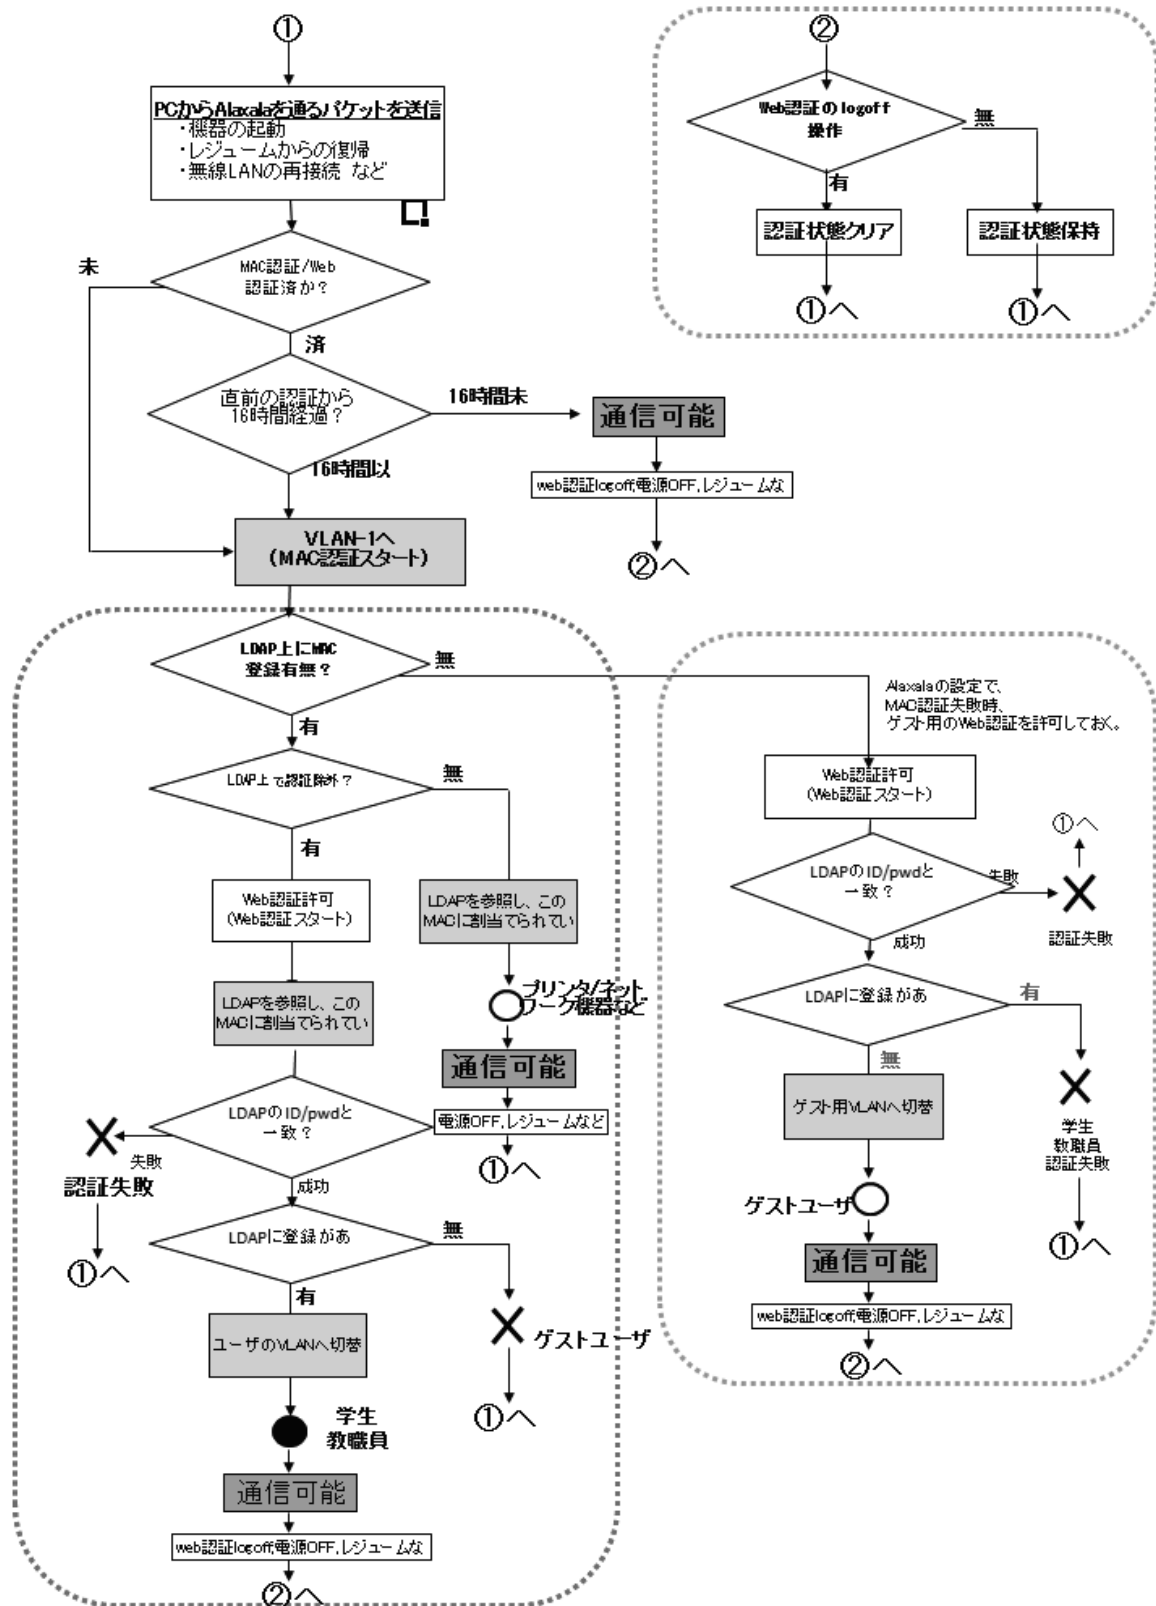 ①
PCからAlaxalaを通るパケットを送信
・機器の起動
・レジュームからの復帰
・無線LANの再接続 など
MAC認証/Web
認証済か?
未
済
直前の認証から
16時間経過?
16時間未
通信可能
web認証logoff,電源OFF,レジュームな
②へ
16時間以
VLAN-1へ
(MAC認証スタート)
②
Web認証のlogoff
操作
無
有
認証状態クリア
認証状態保持
①へ
①へ
LDAP上にMAC
登録有無?
無
有
LDAP上で認証除外?
無
有
Web認証許可
(Web認証スタート)
LDAPを参照し、この
MACに割当てられてい
LDAPを参照し、この
MACに割当てられてい
プリンタ/ネット
ワーク機器など
通信可能
電源OFF,レジュームなど
①へ
LDAPのID/pwdと
一致?
失敗
認証失敗
①へ
成功
LDAPに登録があ
無
ゲストユーザ
①へ
有
ユーザのVLANへ切替
学生
教職員
通信可能
web認証logoff,電源OFF,レジュームな
②へ
Alaxalaの設定で、
MAC認証失敗時、
ゲスト用のWeb認証を許可しておく。
Web認証許可
(Web認証スタート)
①へ
LDAPのID/pwdと
一致?
失敗
認証失敗
成功
LDAPに登録があ
有
無
学生
教職員
認証失敗
①へ
ゲスト用VLANへ切替
ゲストユーザ
通信可能
web認証logoff,電源OFF,レジュームな
②へ